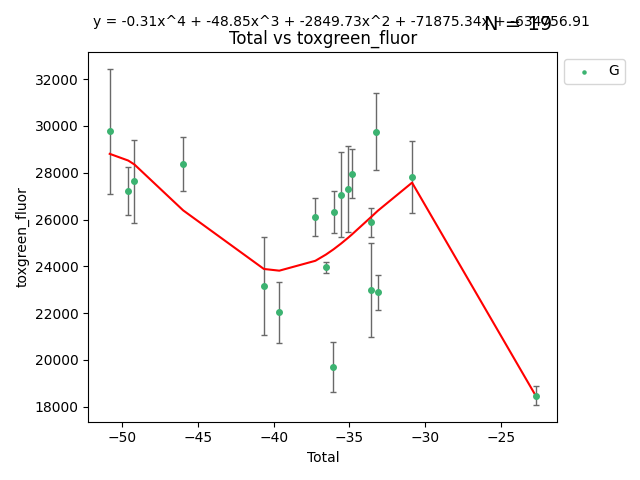 y = -0.31x^4 + -48.85x^3 + -2849.73x^2 + -71875.34x + -634056.91
N = 19
Total vs toxgreen_fluor
G
32000
30000
28000
26000
24000
22000
20000
18000
toxgreen_fluor
−50
−45
−40
−35
−30
−25
Total